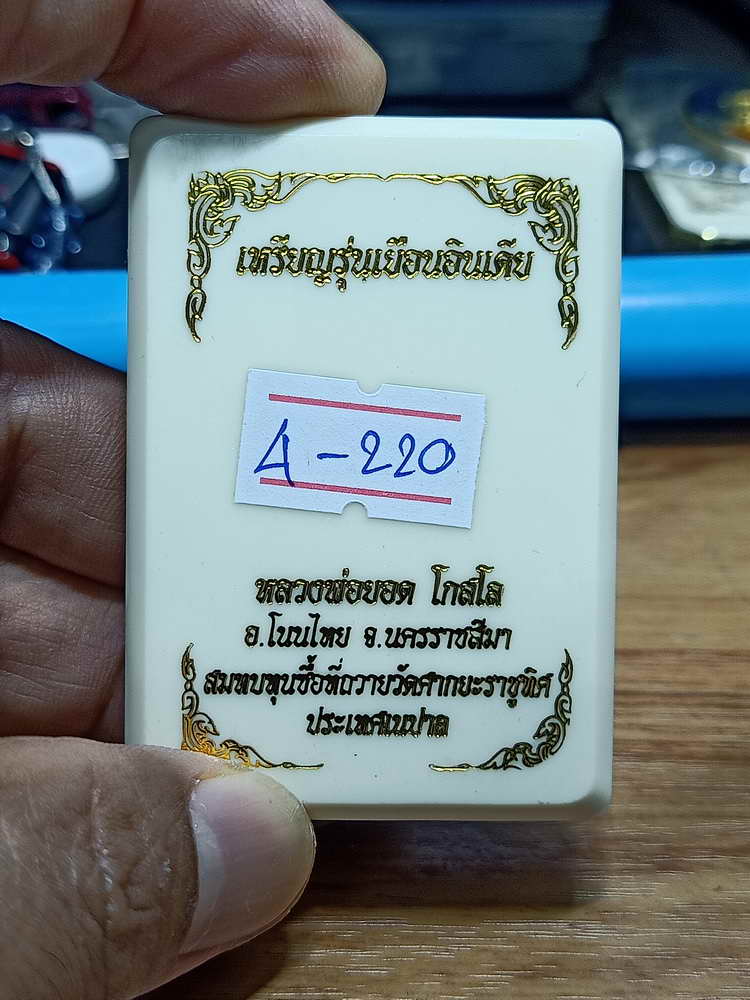 เหรียญรุ่นเยือนอินเดีย
4-220
หลวงพ่อยอด โกสโล
อ.โนนไทย จ.นครราชสีมา
สมทบทุนซื้อที่ถวายวัดศากยะราชูทิศ
ประเทศเนปาล